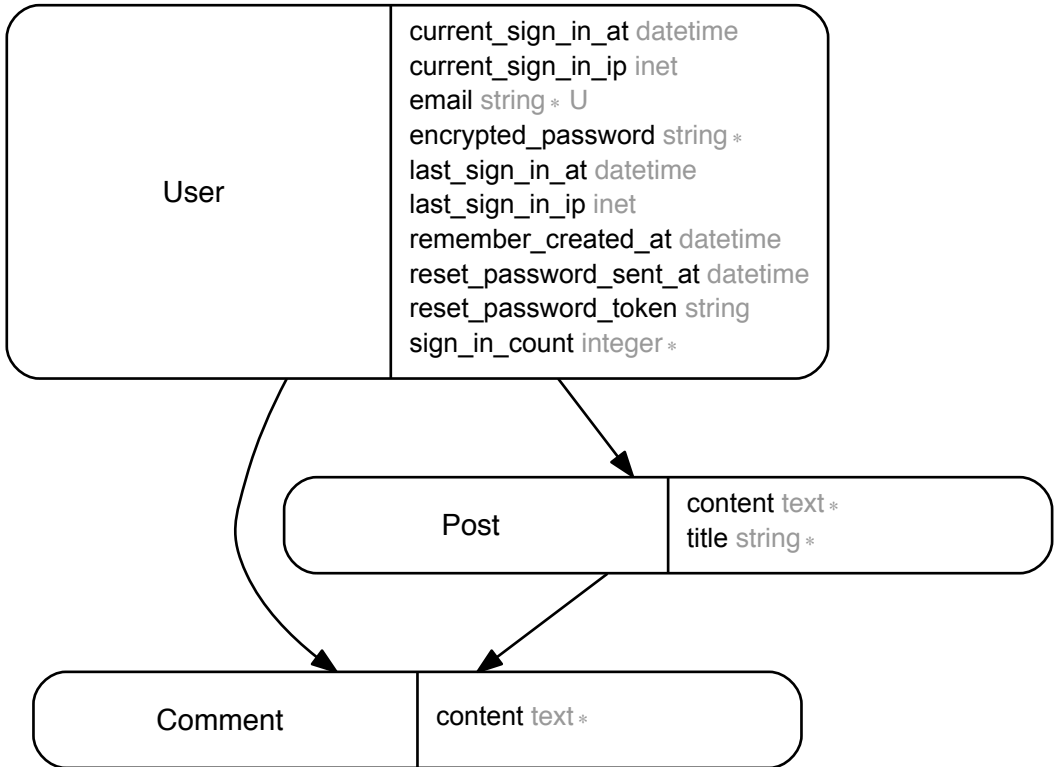 User
current_sign_in_at datetime
current_sign_in_ip inet
email string * U
encrypted_password string *
last_sign_in_at datetime
last_sign_in_ip inet
remember_created_at datetime
reset_password_sent_at datetime
reset_password_token string
sign_in_count integer *
Post
content text *
title string *
Comment
content text *